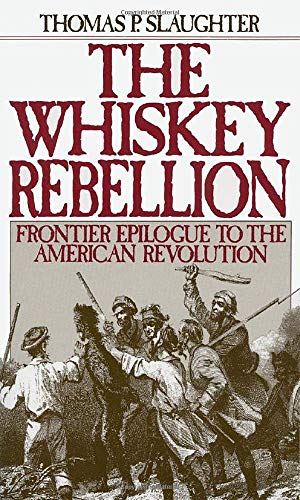 THOMAS P. SLAUGHTER
THE
WHISKEY
REBELLION
FRONTIER EPILOGUE TO THE
AMERICAN REVOLUTION